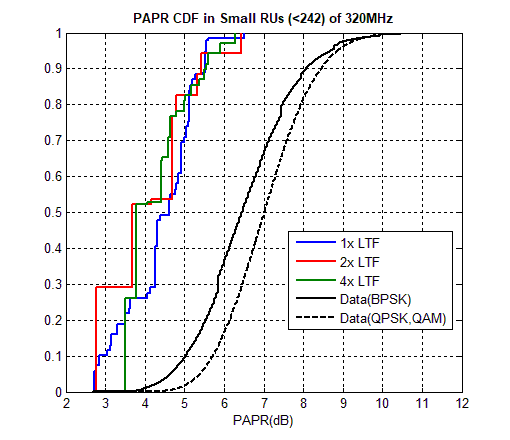 PAPR CDF in Small RUs (<242) of 320MHz
1
0.9
0.8
0.7
0.6
0.5
0.4
0.3
0.2
0.1
0
1x LTF
2x LTF
4x LTF
Data(BPSK)
Data(QPSK,QAM)
2 3 4 5 6 7 8 9 10 11 12
PAPR(dB)